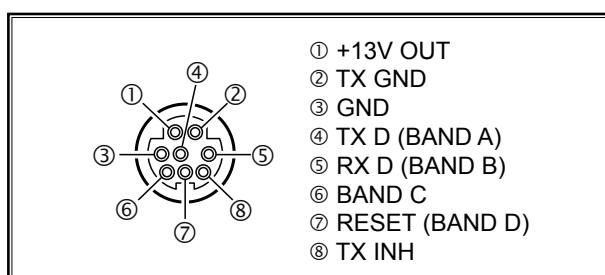 ④
① ②
③ ⑤
⑥ ⑧
⑦
① +13V OUT
② TX GND
③ GND
④ TX D (BAND A)
⑤ RX D (BAND B)
⑥ BAND C
⑦ RESET (BAND D)
⑧ TX INH